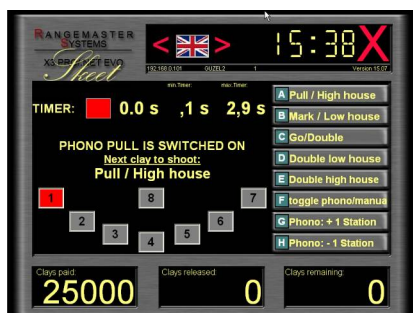 RANGEMASTER
SYSTEMS
Skeet
< >
15:38
X
192.168.0.101 GUZEL2 1 Version 15.07
min.Timer: max.Timer:
TIMER: 0.0 s ,1 s 2,9 s
PHONO PULL IS SWITCHED ON
Next clay to shoot:
Pull / High house
1 8 7
2 6
3 5
4
A Pull / High house
B Mark / Low house
C Go/Double
D Double low house
E Double high house
F toggle phono/manua
G Phono: + 1 Station
H Phono: - 1 Station
Clays paid: Clays released: Clays remaining:
25000 0 0